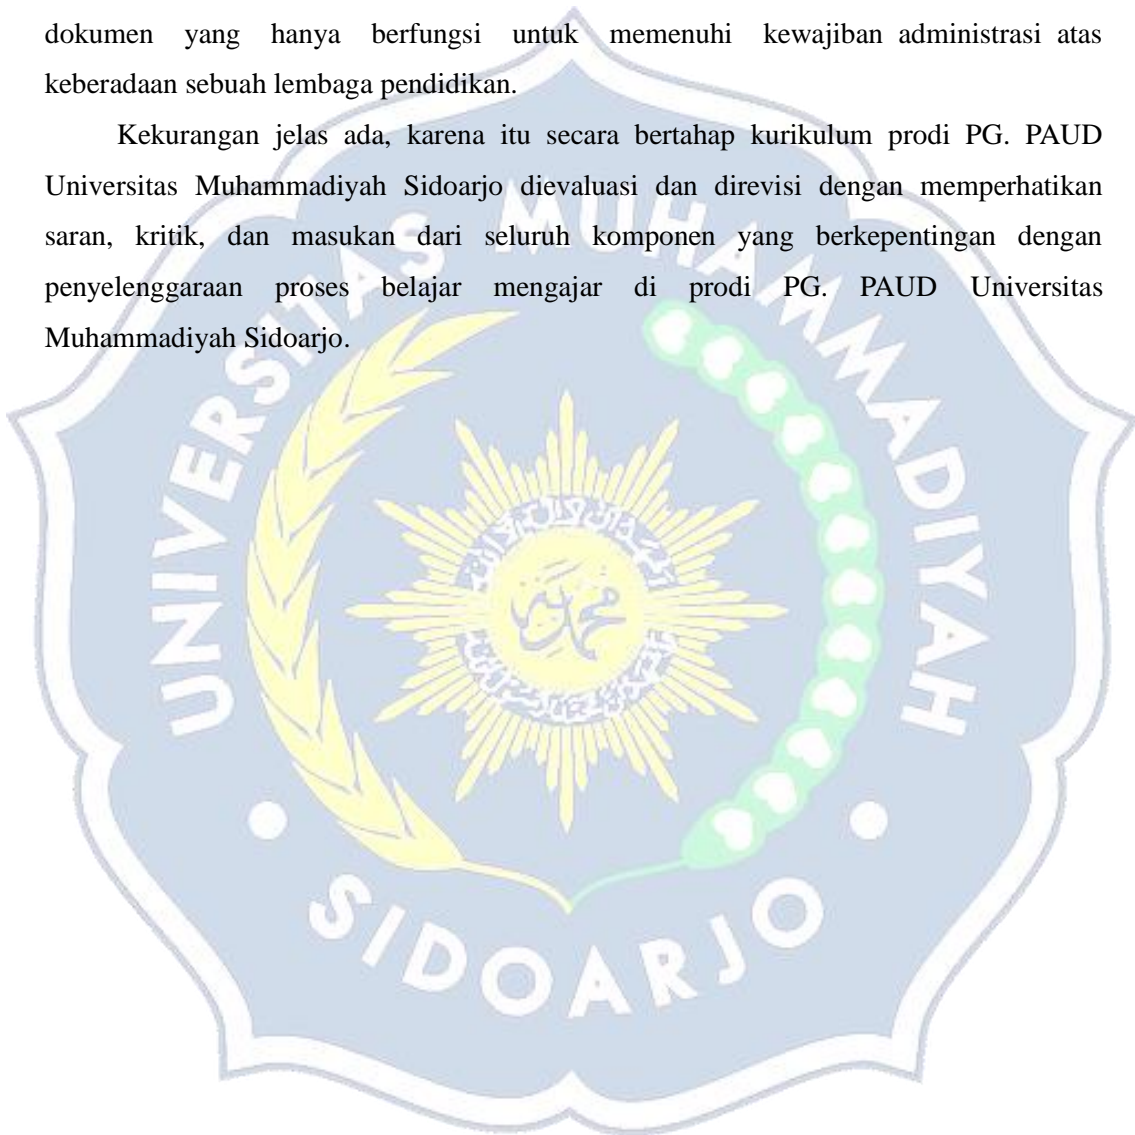 dokumen yang hanya berfungsi untuk memenuhi kewajiban administrasi atas
keberadaan sebuah lembaga pendidikan.
Kekurangan jelas ada, karena itu secara bertahap kurikulum prodi PG. PAUD
Universitas Muhammadiyah Sidoarjo dievaluasi dan direvisi dengan memperhatikan
saran, kritik, dan masukan dari seluruh komponen yang berkepentingan dengan
penyelenggaraan proses belajar mengajar di prodi PG. PAUD Universitas
Muhammadiyah Sidoarjo.
UNIVERSITAS MUHAMMADIYAH
محمد
SIDOARJO